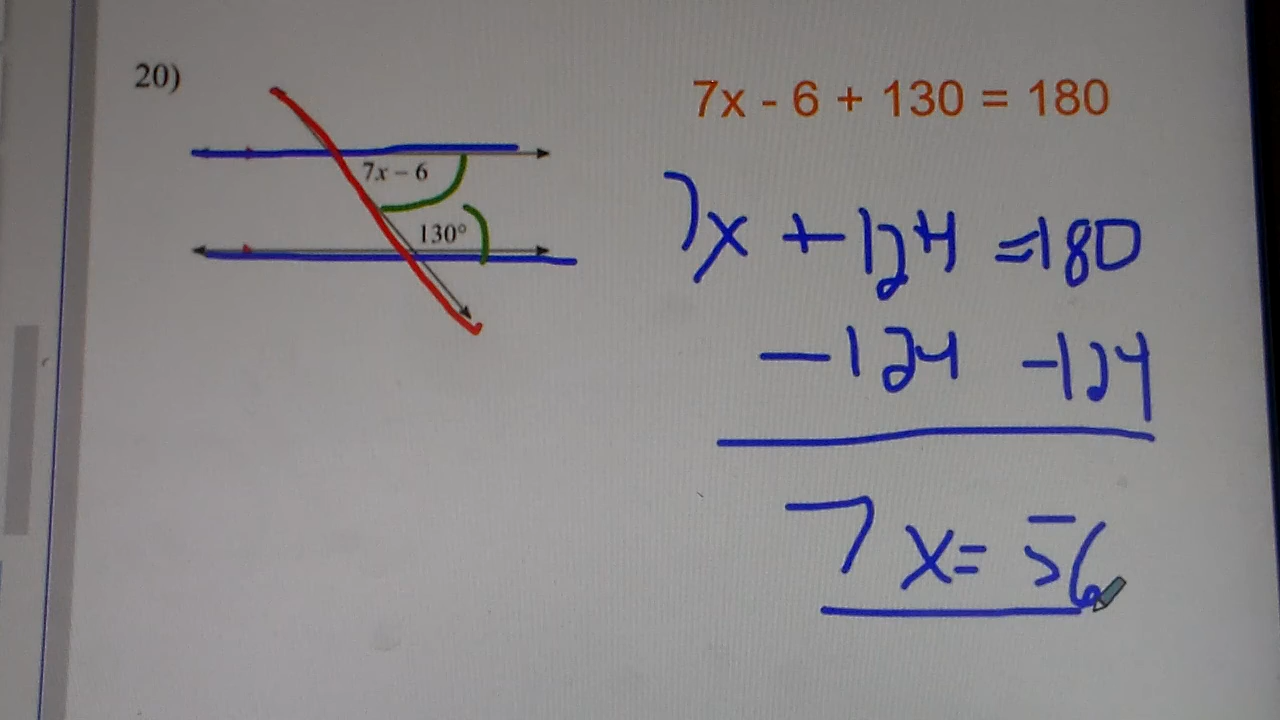 20)
7x - 6 + 130 = 180
7x – 6
130°
7x + 124 = 180
– 124 – 124
7x = 56